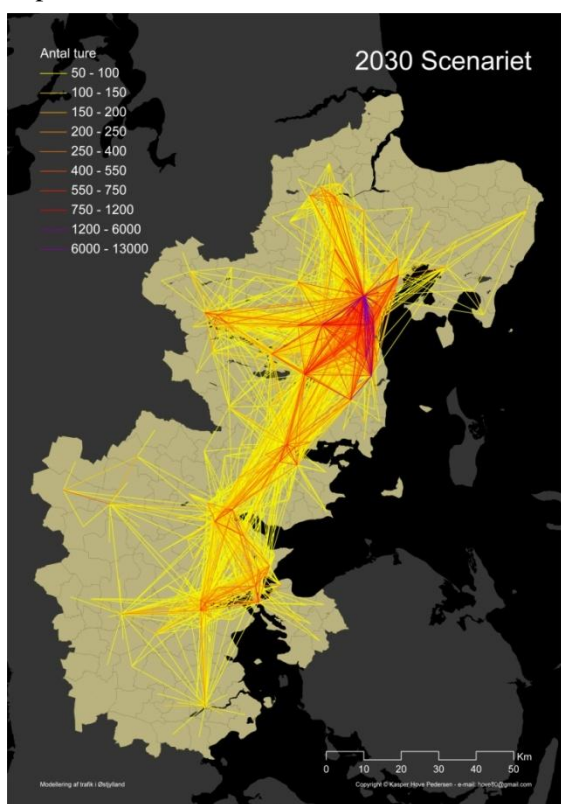 Antal ture
50 - 100
100 - 150
150 - 200
200 - 250
250 - 400
400 - 550
550 - 750
750 - 1200
1200 - 6000
6000 - 13000
2030 Scenariet
Km
0 10 20 30 40 50
Modellering af trafik i Østjylland
Copyright © Kasper Hove Pedersen - e-mail: @gmail.com